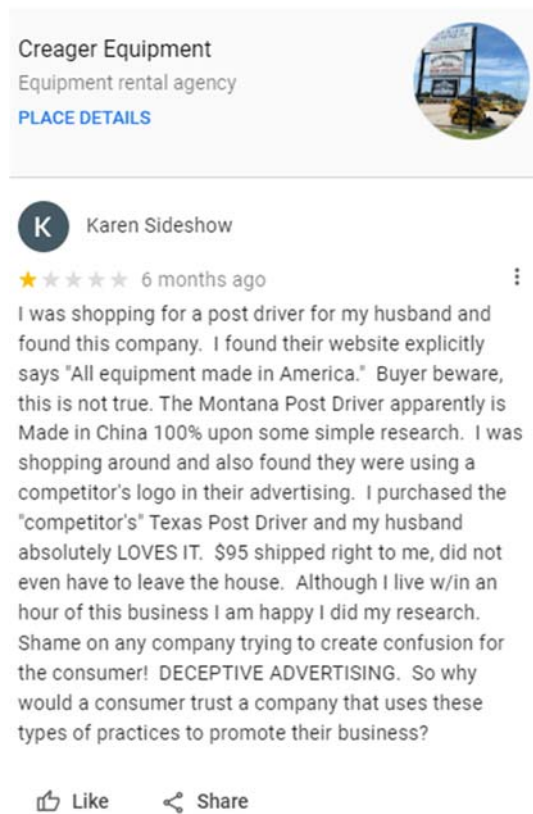 Creager Equipment
Equipment rental agency
PLACE DETAILS
K
Karen Sideshow
6 months ago
I was shopping for a post driver for my husband and
found this company.  I found their website explicitly
says "All equipment made in America."  Buyer beware,
this is not true. The Montana Post Driver apparently is
Made in China 100% upon some simple research.  I was
shopping around and also found they were using a
competitor's logo in their advertising.  I purchased the
"competitor's" Texas Post Driver and my husband
absolutely LOVES IT.  $95 shipped right to me, did not
even have to leave the house.  Although I live w/in an
hour of this business I am happy I did my research.
Shame on any company trying to create confusion for
the consumer!  DECEPTIVE ADVERTISING.  So why
would a consumer trust a company that uses these
types of practices to promote their business?
Like
Share